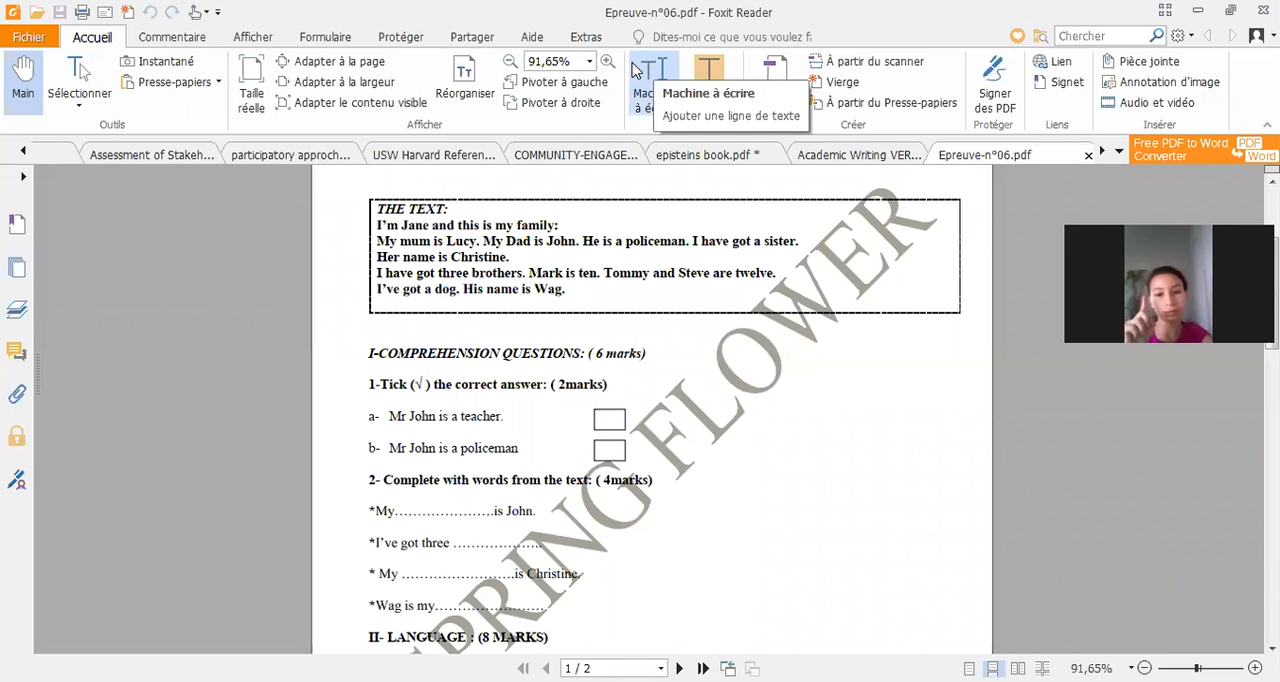 Epreuve-n°06.pdf - Foxit Reader
Fichier Accueil Commentaire Afficher Formulaire Protéger Partager Aide Extras Dites-moi ce que vous voulez fa Chercher
Main
Sélectionner
Instantané
Presse-papiers
Outils
Taille réelle
Adapter à la page
Adapter à la largeur
Adapter le contenu visible
Réorganiser
91,65%
Pivoter à gauche
Pivoter à droite
Afficher
Mac
à éc
Machine à écrire
Ajouter une ligne de texte
À partir du scanner
Vierge
À partir du Presse-papiers
Créer
Signer des PDF
Protéger
Lien
Signet
Liens
Pièce jointe
Annotation d'image
Audio et vidéo
Insérer
Assessment of Stakeh... participatory approch... USW Harvard Referen... COMMUNITY-ENGAGE... episteins book.pdf * Academic Writing VER... Epreuve-n°06.pdf
Free PDF to Word Converter
PDF
Word
THE TEXT:
I'm Jane and this is my family:
My mum is Lucy. My Dad is John. He is a policeman. I have got a sister.
Her name is Christine.
I have got three brothers. Mark is ten. Tommy and Steve are twelve.
I've got a dog. His name is Wag.
I-COMPREHENSION QUESTIONS: ( 6 marks)
1-Tick (√ ) the correct answer: ( 2marks)
a- Mr John is a teacher.
b- Mr John is a policeman
2- Complete with words from the text: ( 4marks)
*My………………….is John.
*I've got three ………………..
* My …………………….is Christine.
*Wag is my…………………….
II- LANGUAGE : (8 MARKS)
SPRING FLOWER
1 / 2
91,65%